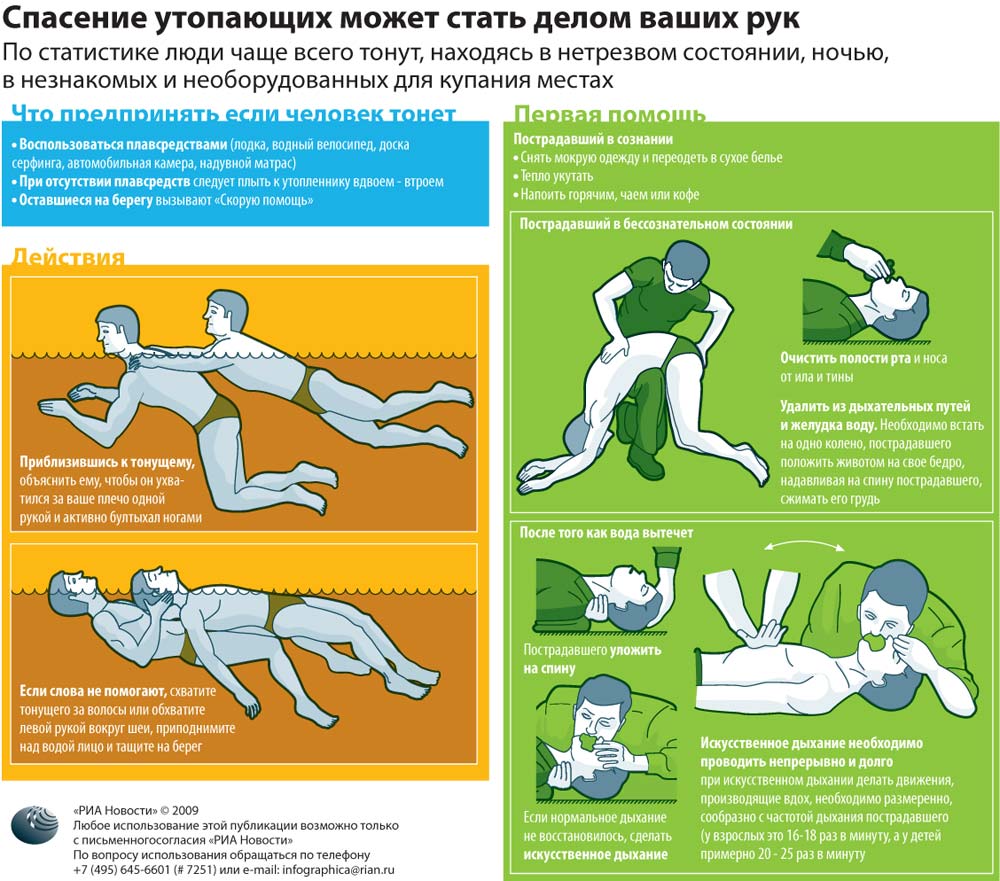 Спасение утопающих может стать делом ваших рук
По статистике люди чаще всего тонут, находясь в нетрезвом состоянии, ночью,
в незнакомых и необорудованных для купания местах
Что предпринять если человек тонет
• Воспользоваться плавсредствами (лодка, водный велосипед, доска
серфинга, автомобильная камера, надувной матрас)
• При отсутствии плавсредств следует плыть к утопленнику вдвоем - втроем
• Оставшиеся на берегу вызывают «Скорую помощь»
Действия
Приблизившись к тонущему,
объяснить ему, чтобы он ухва-
тился за ваше плечо одной
рукой и активно бултыхал ногами
Если слова не помогают, схватите
тонущего за волосы или обхватите
левой рукой вокруг шеи, приподнимите
над водой лицо и тащите на берег
«РИА Новости» © 2009
Любое использование этой публикации возможно только
с письменногосогласия «РИА Новости»
По вопросу использования обращаться по телефону
+7 (495) 645-6601 (# 7251) или e-mail: infographica@rian.ru
Первая помощь
Пострадавший в сознании
• Снять мокрую одежду и переодеть в сухое белье
• Тепло укутать
• Напоить горячим, чаем или кофе
Пострадавший в бессознательном состоянии
Очистить полости рта и носа
от ила и тины
Удалить из дыхательных путей
и желудка воду. Необходимо встать
на одно колено, пострадавшего
положить животом на свое бедро,
надавливая на спину пострадавшего,
сжимать его грудь
После того как вода вытечет
Пострадавшего уложить
на спину
Если нормальное дыхание
не восстановилось, сделать
искусственное дыхание
Искусственное дыхание необходимо
проводить непрерывно и долго
при искусственном дыхании делать движения,
производящие вдох, необходимо размеренно,
сообразно с частотой дыхания пострадавшего
(у взрослых это 16-18 раз в минуту, а у детей
примерно 20 - 25 раз в минуту